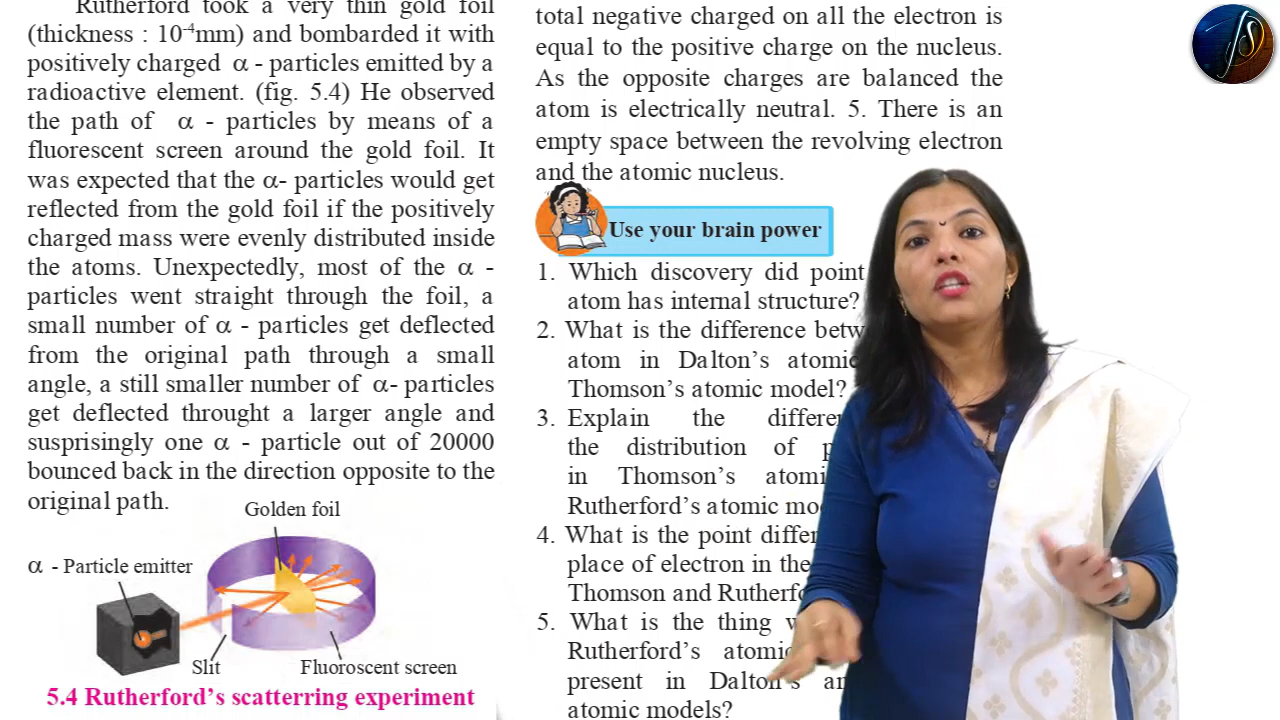 Rutherford took a very thin gold foil
(thickness : 10⁻⁴mm) and bombarded it with
positively charged α - particles emitted by a
radioactive element. (fig. 5.4) He observed
the path of α - particles by means of a
fluorescent screen around the gold foil. It
was expected that the α- particles would get
reflected from the gold foil if the positively
charged mass were evenly distributed inside
the atoms. Unexpectedly, most of the α -
particles went straight through the foil, a
small number of α - particles get deflected
from the original path through a small
angle, a still smaller number of α- particles
get deflected throught a larger angle and
susprisingly one α - particle out of 20000
bounced back in the direction opposite to the
original path.
Golden foil
α - Particle emitter
Slit
Fluoroscent screen
5.4 Rutherford's scatterring experiment
total negative charged on all the electron is
equal to the positive charge on the nucleus.
As the opposite charges are balanced the
atom is electrically neutral. 5. There is an
empty space between the revolving electron
and the atomic nucleus.
Use your brain power
1. Which discovery did point
atom has internal structure?
2. What is the difference betw
atom in Dalton's atomic
Thomson's atomic model?
3. Explain the differen
the distribution of p
in Thomson's atomi
Rutherford's atomic mo
4. What is the point differ
place of electron in the
Thomson and Rutherfo
5. What is the thing w
Rutherford's atomic
present in Dalton's an
atomic models?